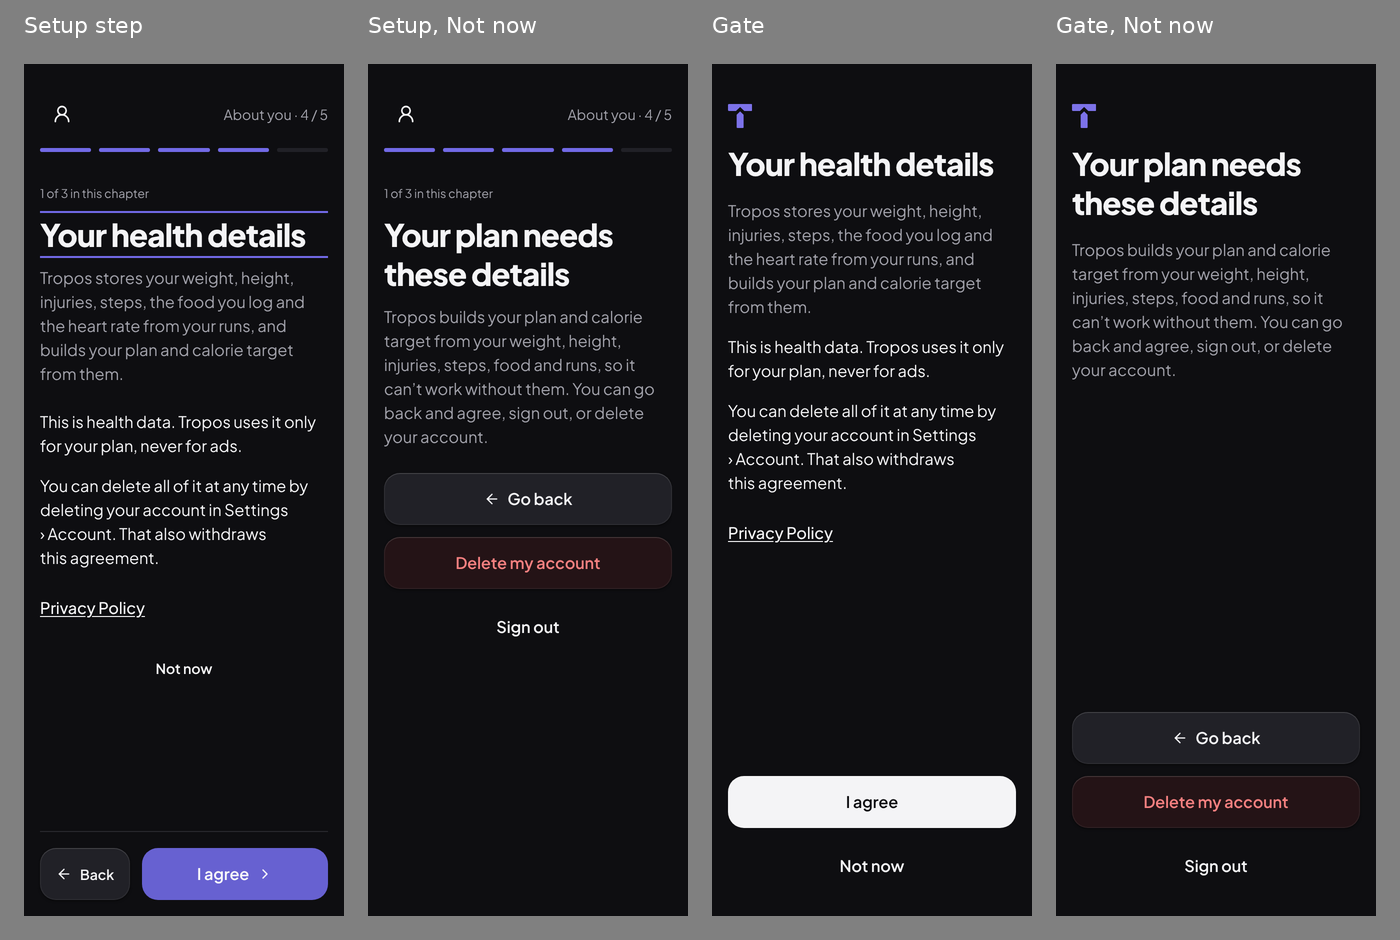 Setup step
About you · 4 / 5
1 of 3 in this chapter
Your health details
Tropos stores your weight, height,
injuries, steps, the food you log and
the heart rate from your runs, and
builds your plan and calorie target
from them.
This is health data. Tropos uses it only
for your plan, never for ads.
You can delete all of it at any time by
deleting your account in Settings
› Account. That also withdraws
this agreement.
Privacy Policy
Not now
← Back
I agree ›
Setup, Not now
About you · 4 / 5
1 of 3 in this chapter
Your plan needs
these details
Tropos builds your plan and calorie
target from your weight, height,
injuries, steps, food and runs, so it
can’t work without them. You can go
back and agree, sign out, or delete
your account.
← Go back
Delete my account
Sign out
Gate
Your health details
Tropos stores your weight, height,
injuries, steps, the food you log and
the heart rate from your runs, and
builds your plan and calorie target
from them.
This is health data. Tropos uses it only
for your plan, never for ads.
You can delete all of it at any time by
deleting your account in Settings
› Account. That also withdraws
this agreement.
Privacy Policy
I agree
Not now
Gate, Not now
Your plan needs
these details
Tropos builds your plan and calorie
target from your weight, height,
injuries, steps, food and runs, so it
can’t work without them. You can go
back and agree, sign out, or delete
your account.
← Go back
Delete my account
Sign out